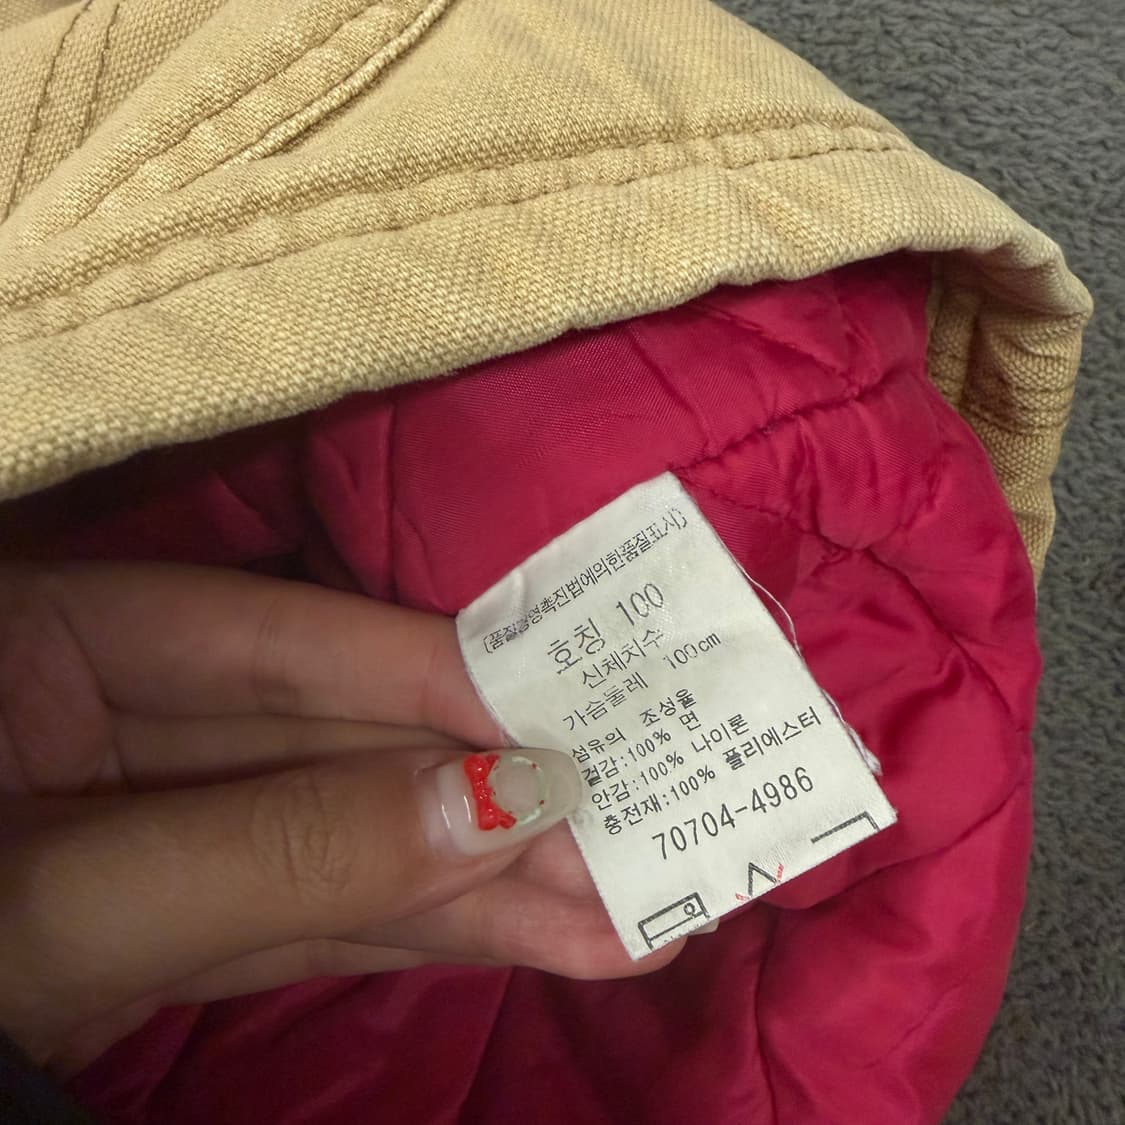 (품질경영촉진법에의한품질표시)
호칭 100
신체치수
가슴둘레 100cm
섬유의 조성율
겉감:100% 면
안감:100% 나이론
충전재:100% 폴리에스터
70704-4986